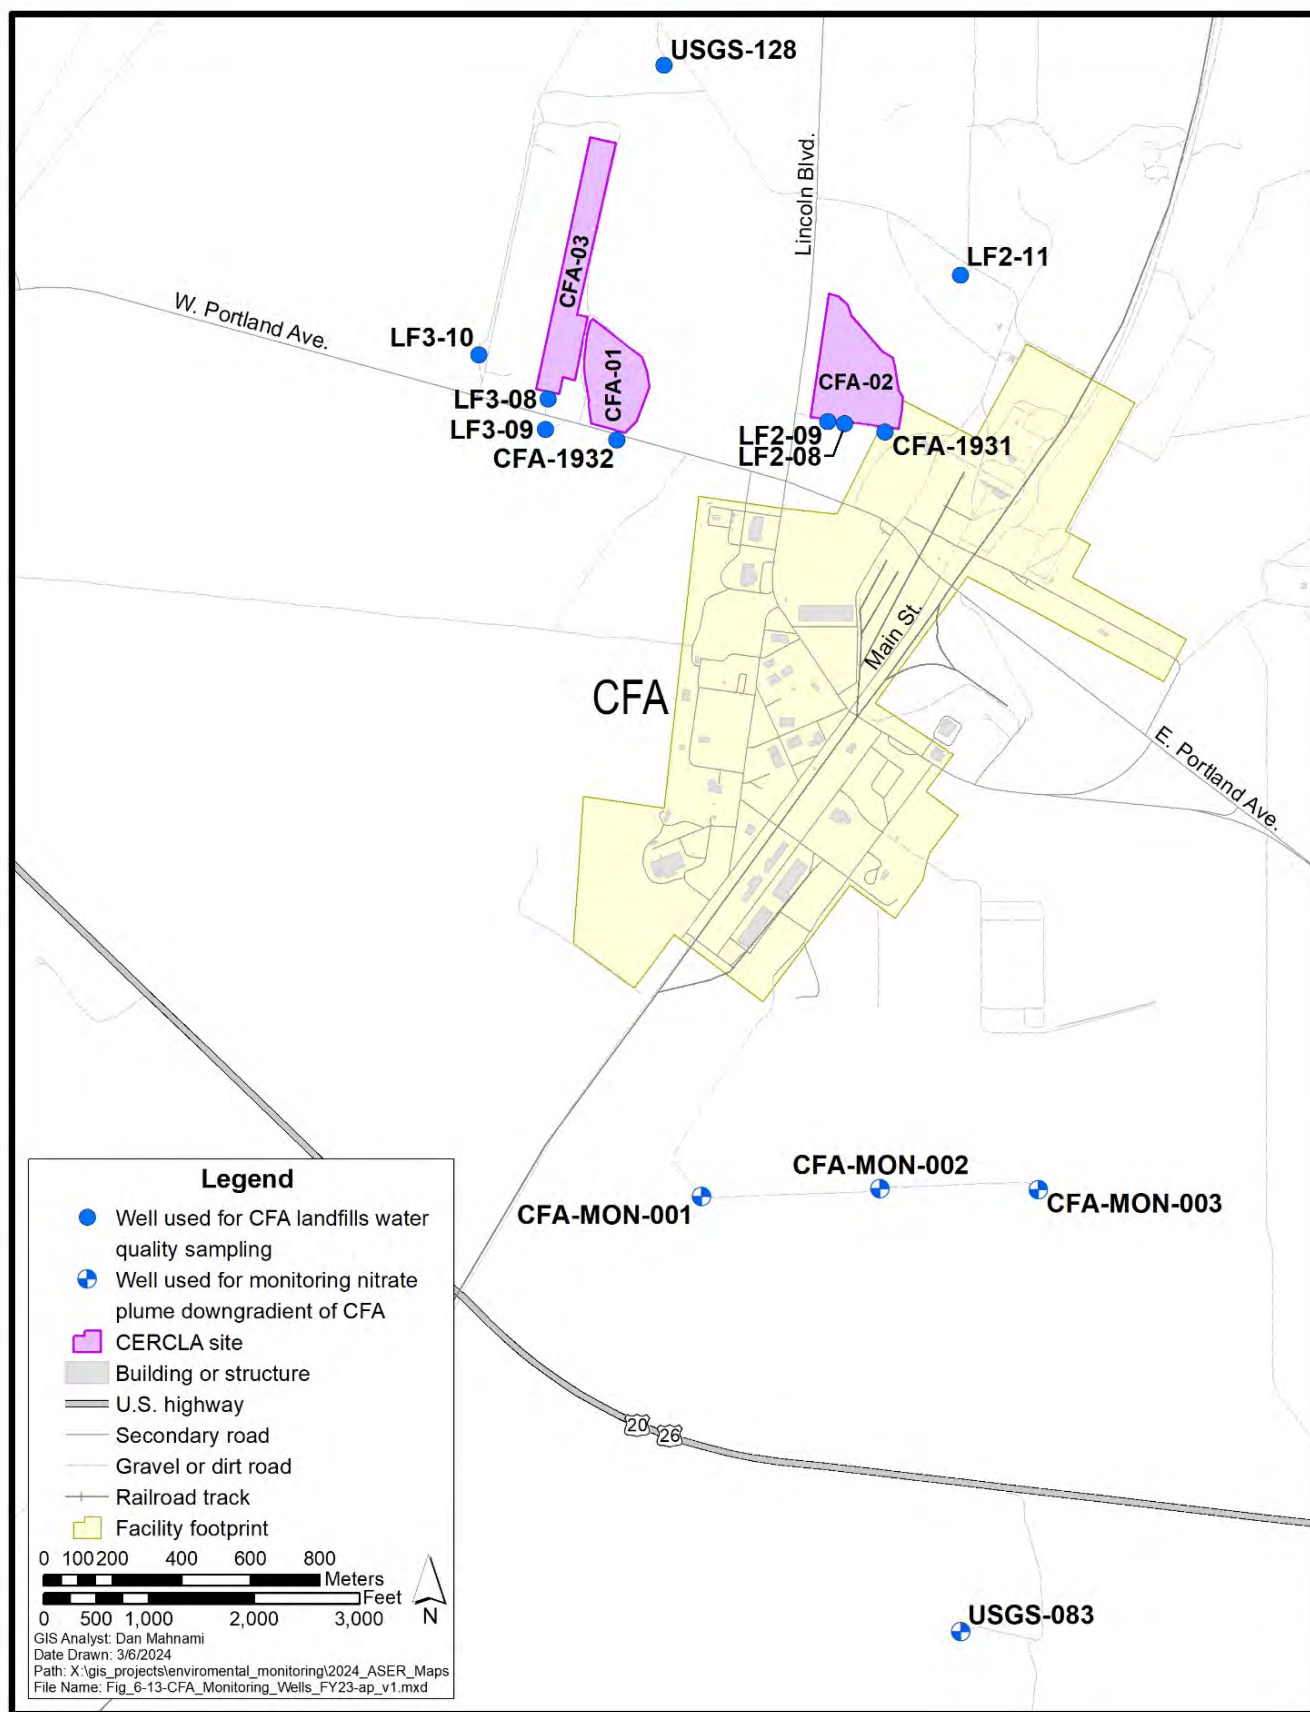 USGS-128
Lincoln Blvd.
LF2-11
CFA-03
W. Portland Ave.
LF3-10
CFA-01
CFA-02
LF3-08
LF3-09
CFA-1932
LF2-09
LF2-08
CFA-1931
Main St.
CFA
E. Portland Ave.
CFA-MON-002
CFA-MON-001
CFA-MON-003
Legend
Well used for CFA landfills water
quality sampling
Well used for monitoring nitrate
plume downgradient of CFA
CERCLA site
Building or structure
U.S. highway
Secondary road
Gravel or dirt road
Railroad track
Facility footprint
0 100 200 400 600 800
Meters
Feet
0 500 1,000 2,000 3,000
N
GIS Analyst: Dan Mahnami
Date Drawn: 3/6/2024
Path: X:\gis_projects\enviromental_monitoring\2024_ASER_Maps
File Name: Fig_6-13-CFA_Monitoring_Wells_FY23-ap_v1.mxd
20
26
USGS-083